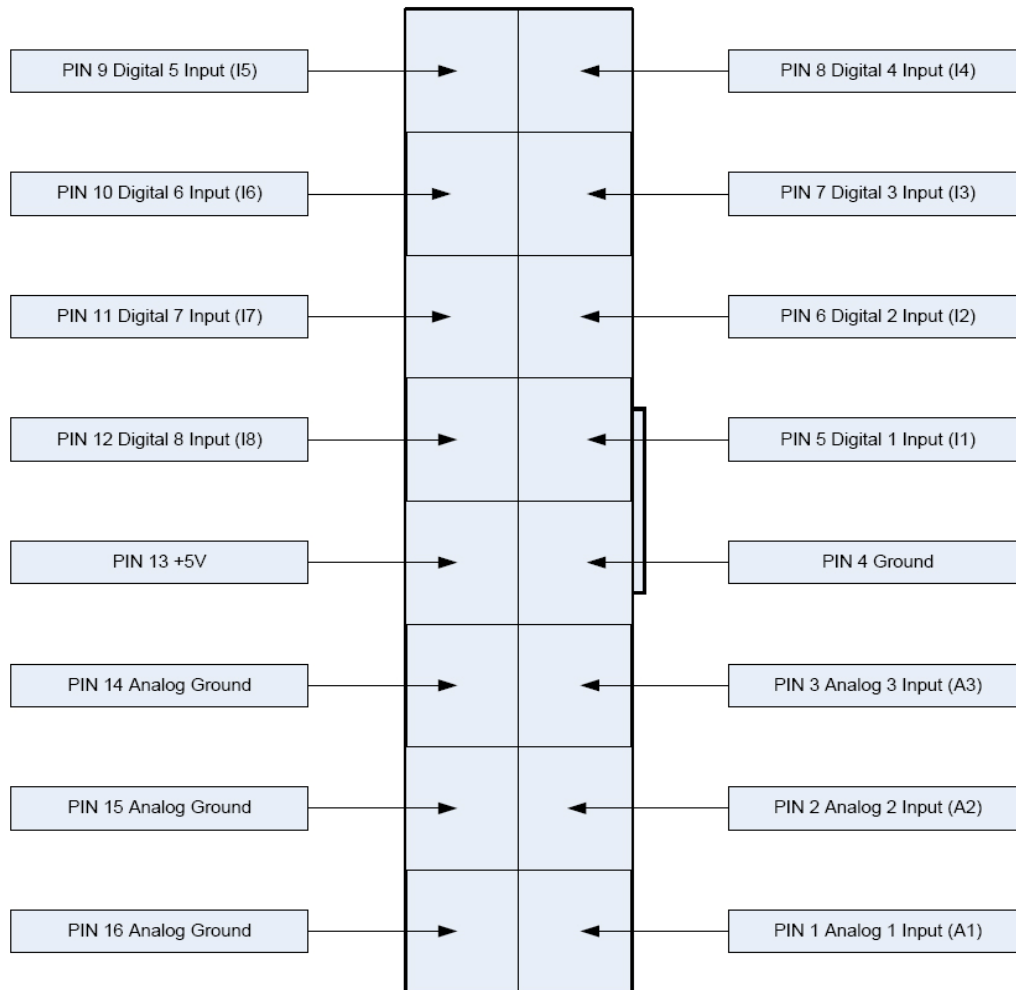 PIN 9 Digital 5 Input (I5)
PIN 8 Digital 4 Input (I4)
PIN 10 Digital 6 Input (I6)
PIN 7 Digital 3 Input (I3)
PIN 11 Digital 7 Input (I7)
PIN 6 Digital 2 Input (I2)
PIN 12 Digital 8 Input (I8)
PIN 5 Digital 1 Input (I1)
PIN 13 +5V
PIN 4 Ground
PIN 14 Analog Ground
PIN 3 Analog 3 Input (A3)
PIN 15 Analog Ground
PIN 2 Analog 2 Input (A2)
PIN 16 Analog Ground
PIN 1 Analog 1 Input (A1)